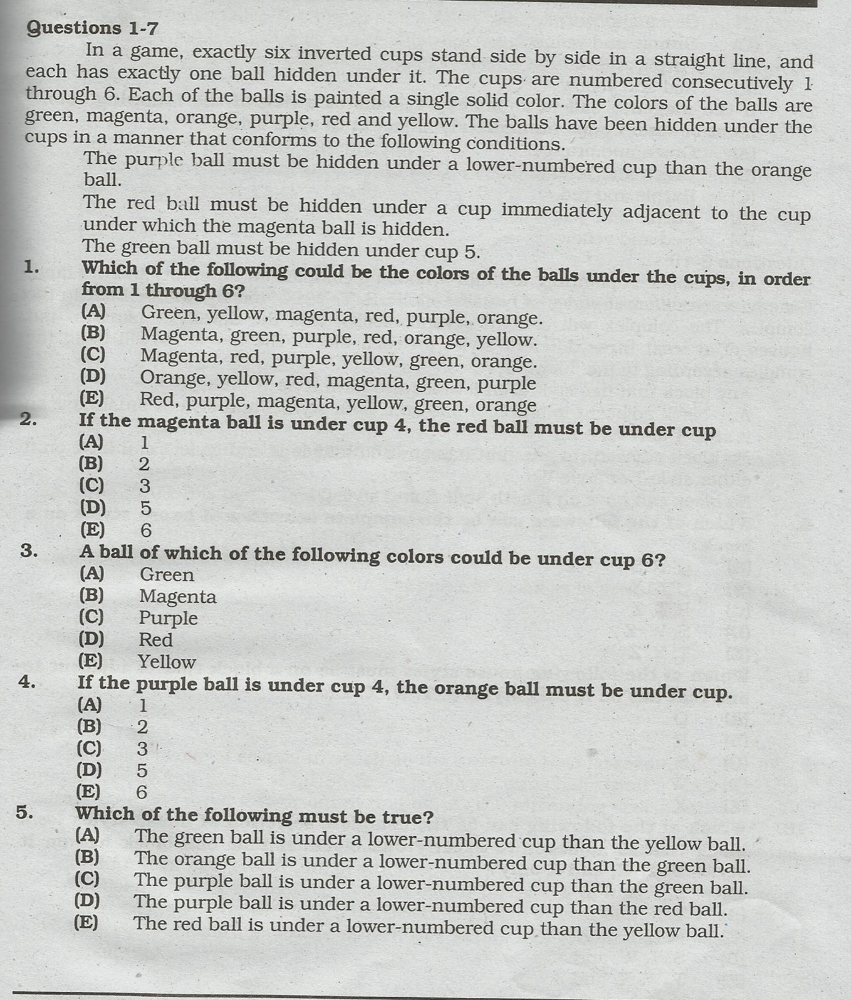 Questions 1-7
In a game, exactly six inverted cups stand side by side in a straight line, and
each has exactly one ball hidden under it. The cups are numbered consecutively 1
through 6. Each of the balls is painted a single solid color. The colors of the balls are
green, magenta, orange, purple, red and yellow. The balls have been hidden under the
cups in a manner that conforms to the following conditions.
The purple ball must be hidden under a lower-numbered cup than the orange
ball.
The red ball must be hidden under a cup immediately adjacent to the cup
under which the magenta ball is hidden.
The green ball must be hidden under cup 5.
1. Which of the following could be the colors of the balls under the cups, in order
from 1 through 6?
(A) Green, yellow, magenta, red, purple, orange.
(B) Magenta, green, purple, red, orange, yellow.
(C) Magenta, red, purple, yellow, green, orange.
(D) Orange, yellow, red, magenta, green, purple
(E) Red, purple, magenta, yellow, green, orange
2. If the magenta ball is under cup 4, the red ball must be under cup
(A) 1
(B) 2
(C) 3
(D) 5
(E) 6
3. A ball of which of the following colors could be under cup 6?
(A) Green
(B) Magenta
(C) Purple
(D) Red
(E) Yellow
4. If the purple ball is under cup 4, the orange ball must be under cup.
(A) 1
(B) 2
(C) 3
(D) 5
(E) 6
5. Which of the following must be true?
(A) The green ball is under a lower-numbered cup than the yellow ball.
(B) The orange ball is under a lower-numbered cup than the green ball.
(C) The purple ball is under a lower-numbered cup than the green ball.
(D) The purple ball is under a lower-numbered cup than the red ball.
(E) The red ball is under a lower-numbered cup than the yellow ball.